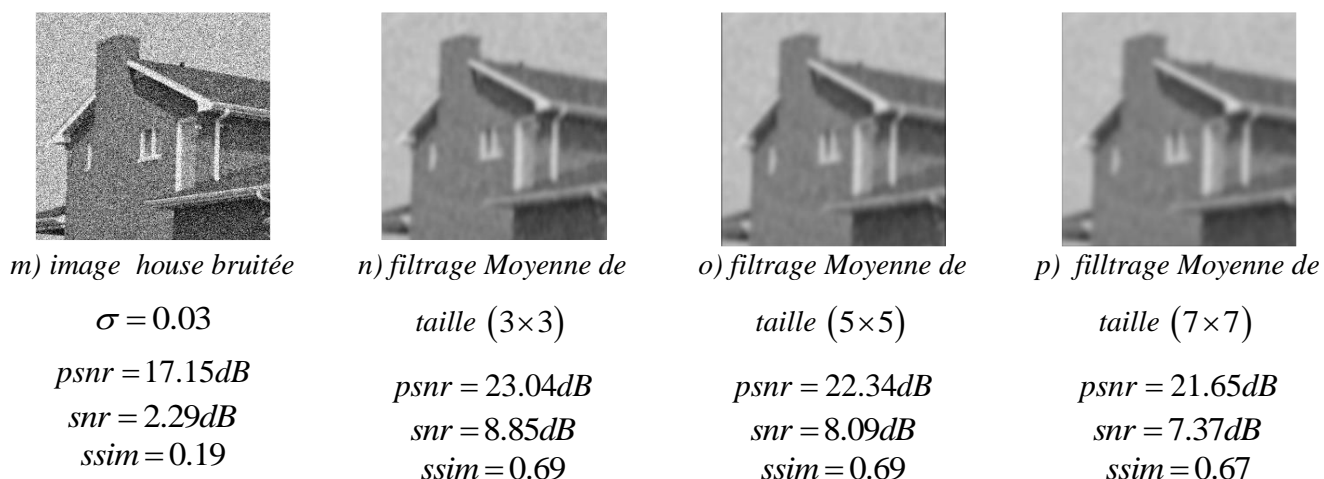 m) image house bruitée
σ = 0.03
psnr = 17.15dB
snr = 2.29dB
ssim = 0.19
n) filtrage Moyenne de
taille (3×3)
psnr = 23.04dB
snr = 8.85dB
ssim = 0.69
o) filtrage Moyenne de
taille (5×5)
psnr = 22.34dB
snr = 8.09dB
ssim = 0.69
p) filltrage Moyenne de
taille (7×7)
psnr = 21.65dB
snr = 7.37dB
ssim = 0.67